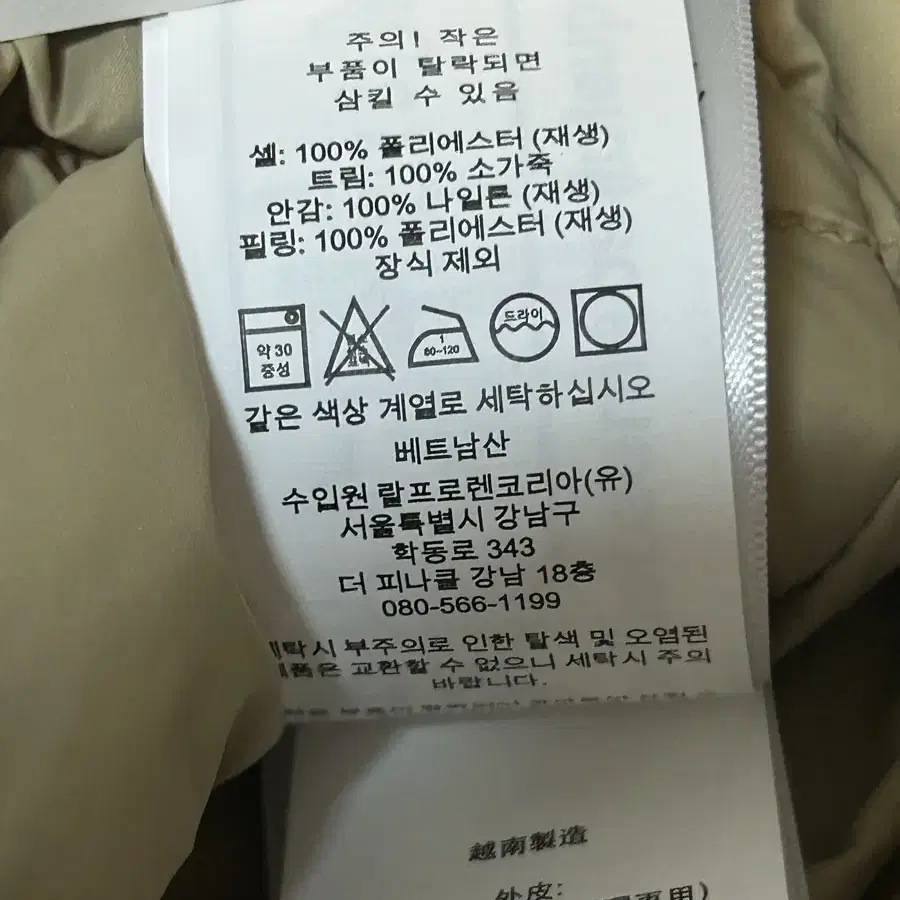 주의! 작은
부품이 탈락되면
삼킬 수 있음
셸: 100% 폴리에스터 (재생)
트림: 100% 소가죽
안감: 100% 나일론 (재생)
필링: 100% 폴리에스터 (재생)
장식 제외
약 30
중성
1
80~120
드라이
같은 색상 계열로 세탁하십시오
베트남산
수입원 랄프로렌코리아(유)
서울특별시 강남구
학동로 343
더 피나클 강남 18층
080-566-1199
세탁시 부주의로 인한 탈색 및 오염된
제품은 교환할 수 없으니 세탁시 주의
바랍니다.
越南製造
外皮: